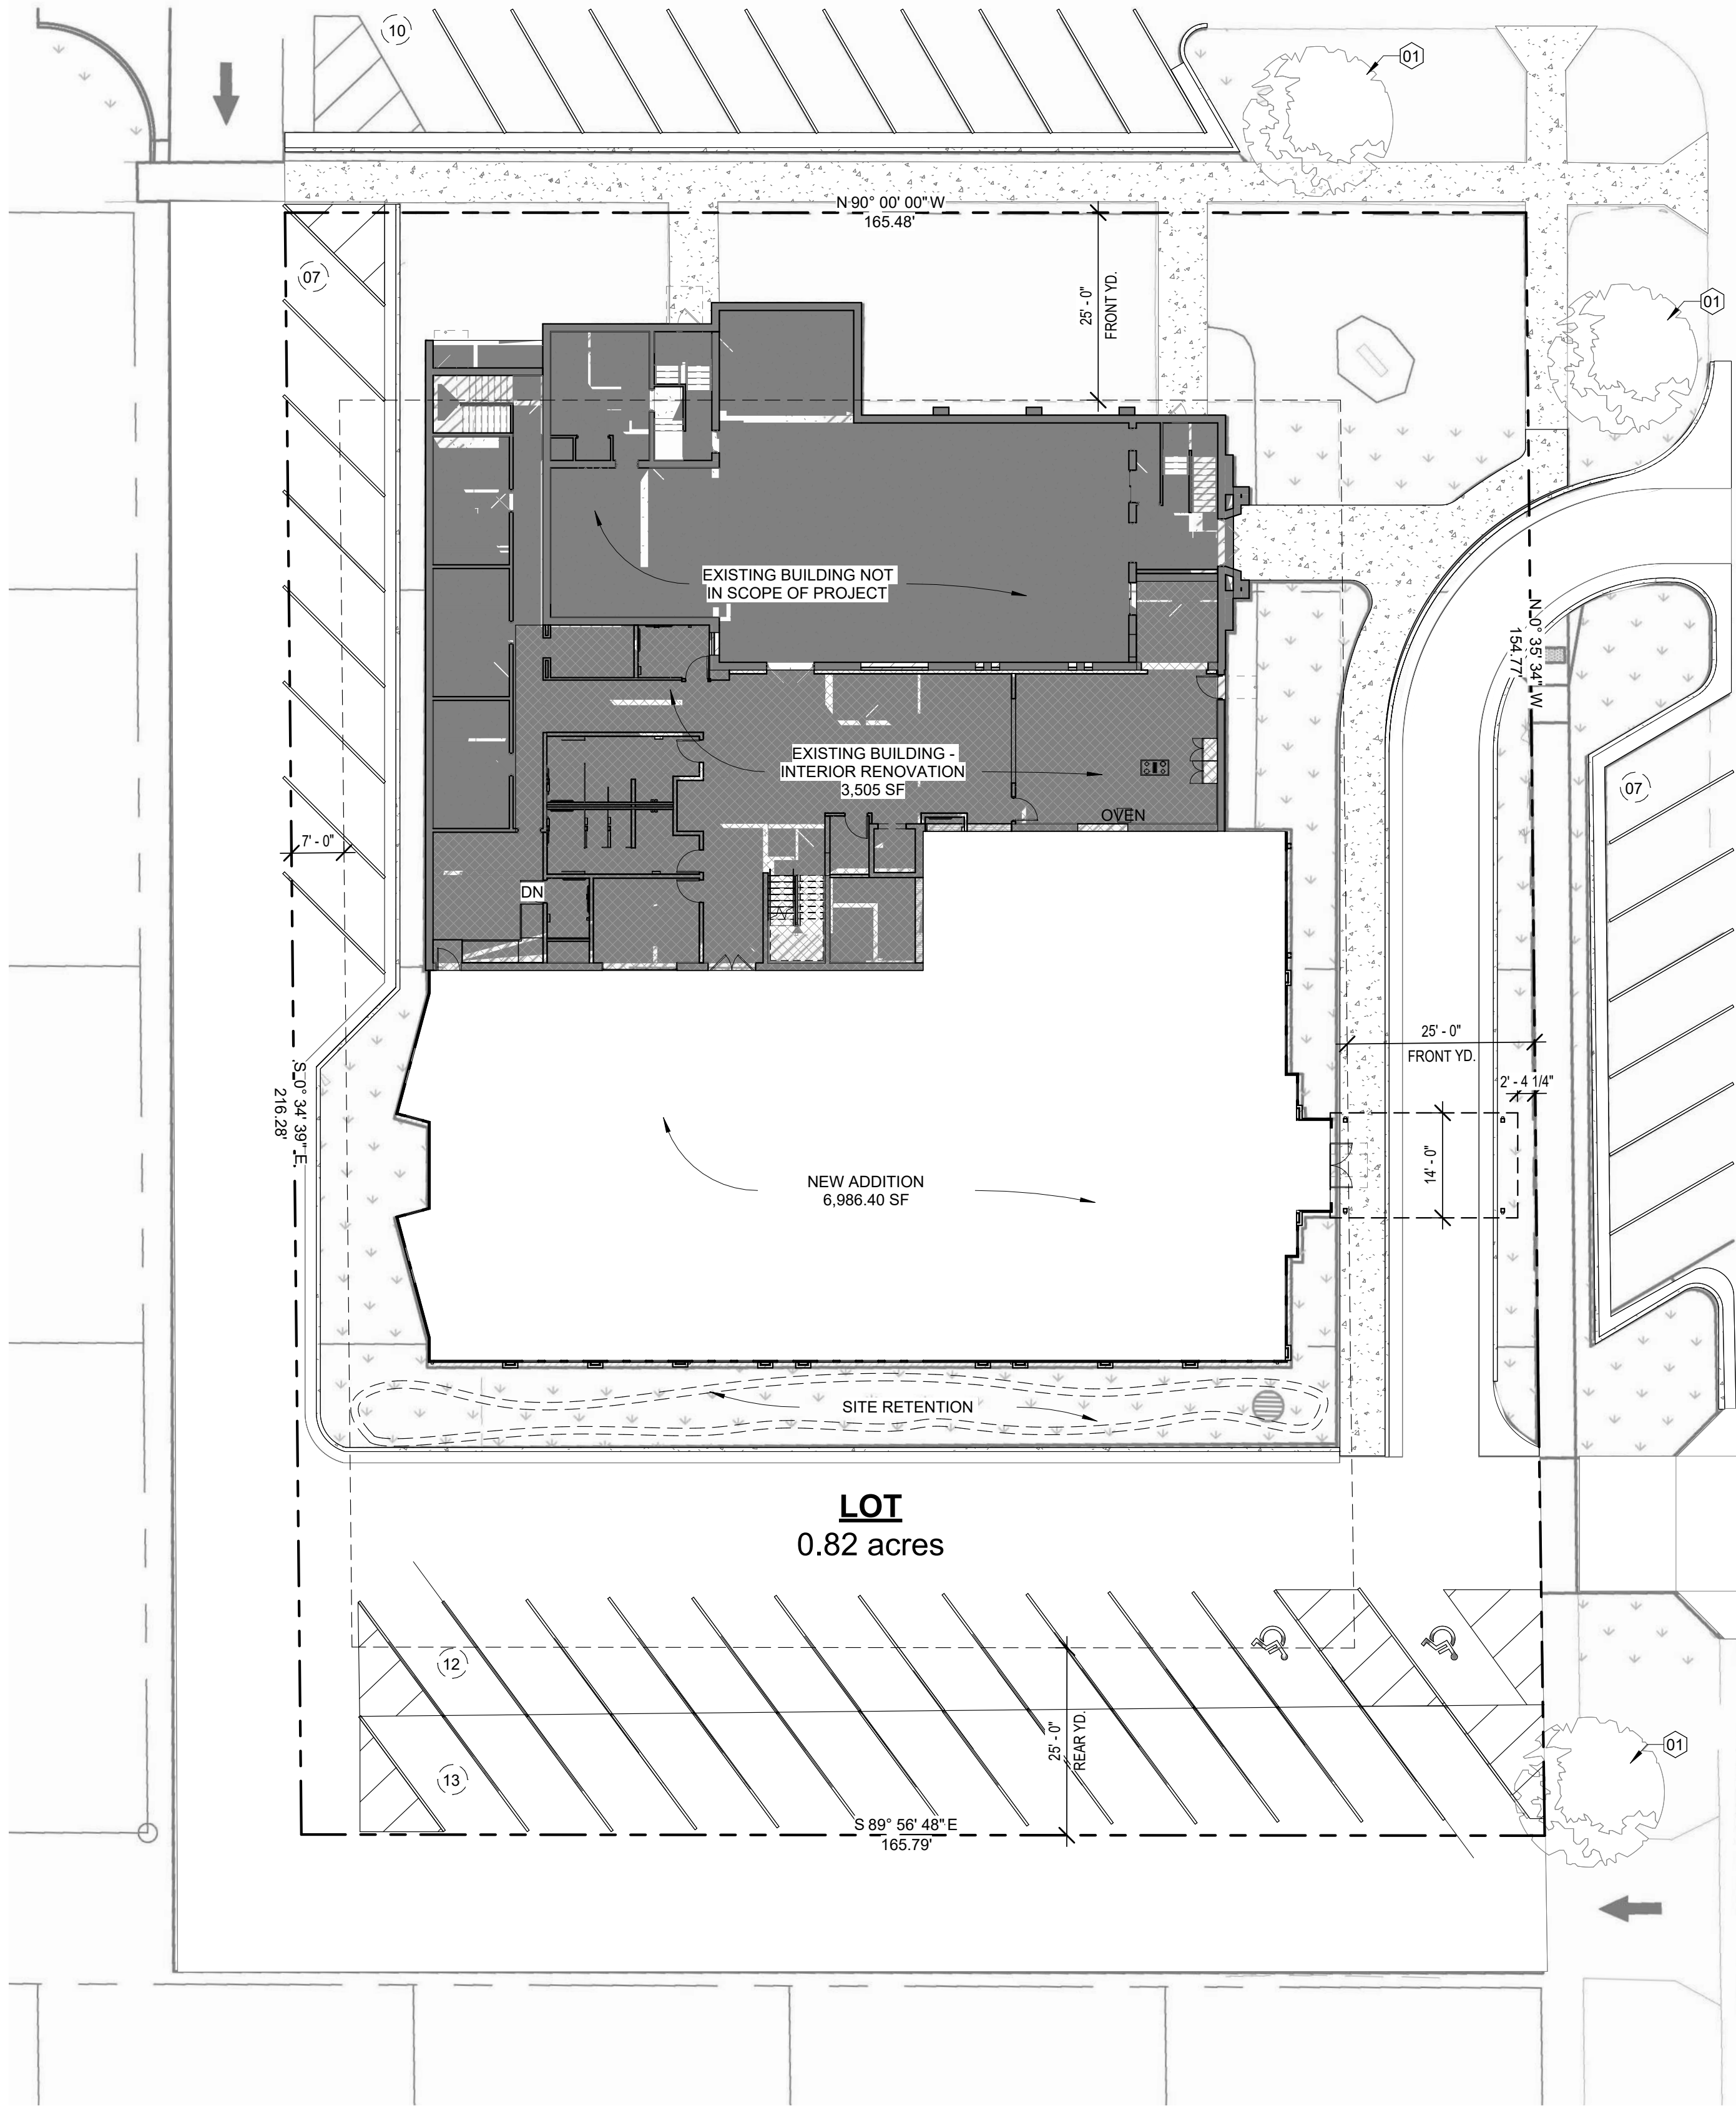 10
01
N 90° 00' 00" W
165.48'
07
25' - 0"
FRONT YD.
01
EXISTING BUILDING NOT
IN SCOPE OF PROJECT
N 0° 35' 34" W
154.77'
EXISTING BUILDING -
INTERIOR RENOVATION
3,505 SF
07
OVEN
7' - 0"
DN
25' - 0"
FRONT YD.
2' - 4 1/4"
S 0° 34' 39" E
216.28'
14' - 0"
NEW ADDITION
6,986.40 SF
SITE RETENTION
LOT
0.82 acres
12
25' - 0"
REAR YD.
01
13
S 89° 56' 48" E
165.79'